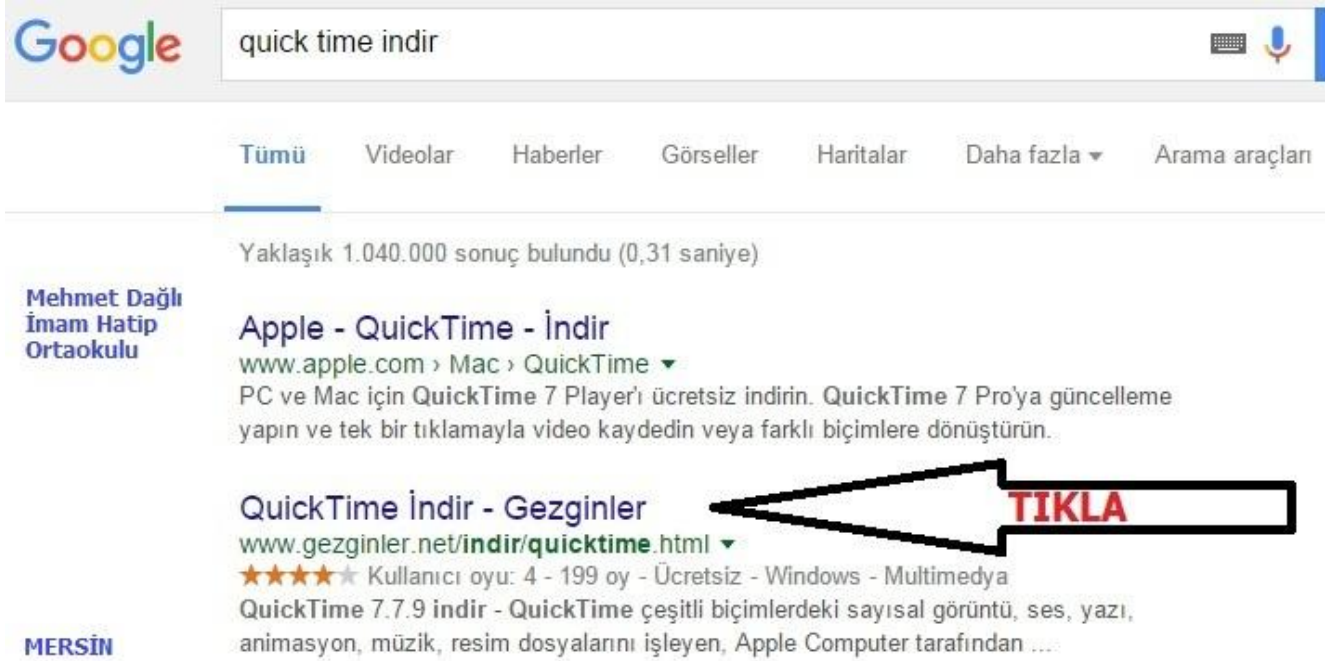 Google quick time indir
Tümü Videolar Haberler Görseller Haritalar Daha fazla Arama araçları
Yaklaşık 1.040.000 sonuç bulundu (0,31 saniye)
Mehmet Dağlı
İmam Hatip
Ortaokulu
Apple - QuickTime - İndir
www.apple.com › Mac › QuickTime
PC ve Mac için QuickTime 7 Player'ı ücretsiz indirin. QuickTime 7 Pro'ya güncelleme
yapın ve tek bir tıklamayla video kaydedin veya farklı biçimlere dönüştürün.
QuickTime İndir - Gezginler
TIKLA
www.gezginler.net/indir/quicktime.html
Kullanıcı oyu: 4 - 199 oy - Ücretsiz - Windows - Multimedya
QuickTime 7.7.9 indir - QuickTime çeşitli biçimlerdeki sayısal görüntü, ses, yazı,
animasyon, müzik, resim dosyalarını işleyen, Apple Computer tarafından ...
MERSİN